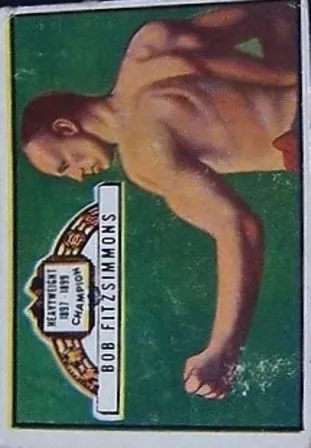 HEAVYWEIGHT
1897 - 1899
CHAMPION
BOB FITZSIMMONS